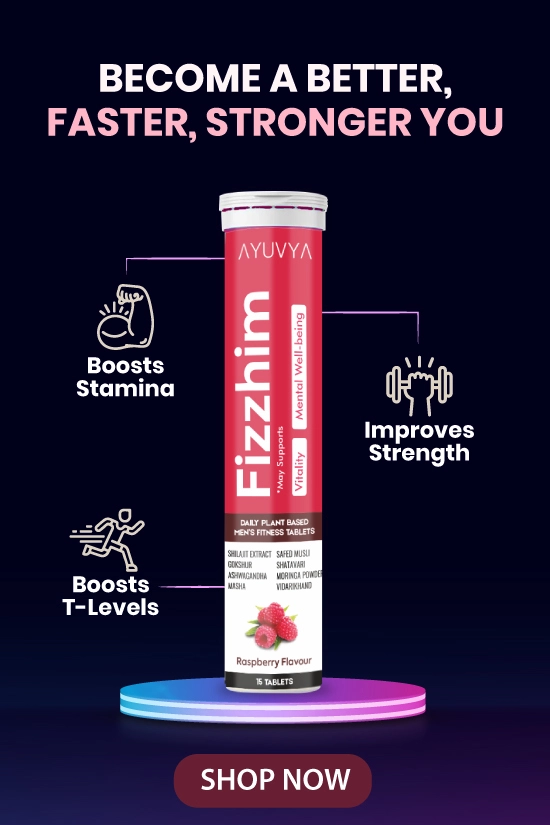 BECOME A BETTER,
FASTER, STRONGER YOU
AYUVYA
Fizzhim
*May Supports
Vitality
Mental Well-being
Boosts
Stamina
Improves
Strength
Boosts
T-Levels
DAILY PLANT BASED
MEN'S FITNESS TABLETS
SHILAJIT EXTRACT SAFED MUSLI
GOKSHUR SHATAVARI
ASHWAGANDHA MORINGA POWDER
MASHA VIDARIKHAND
Raspberry Flavour
15 TABLETS
SHOP NOW